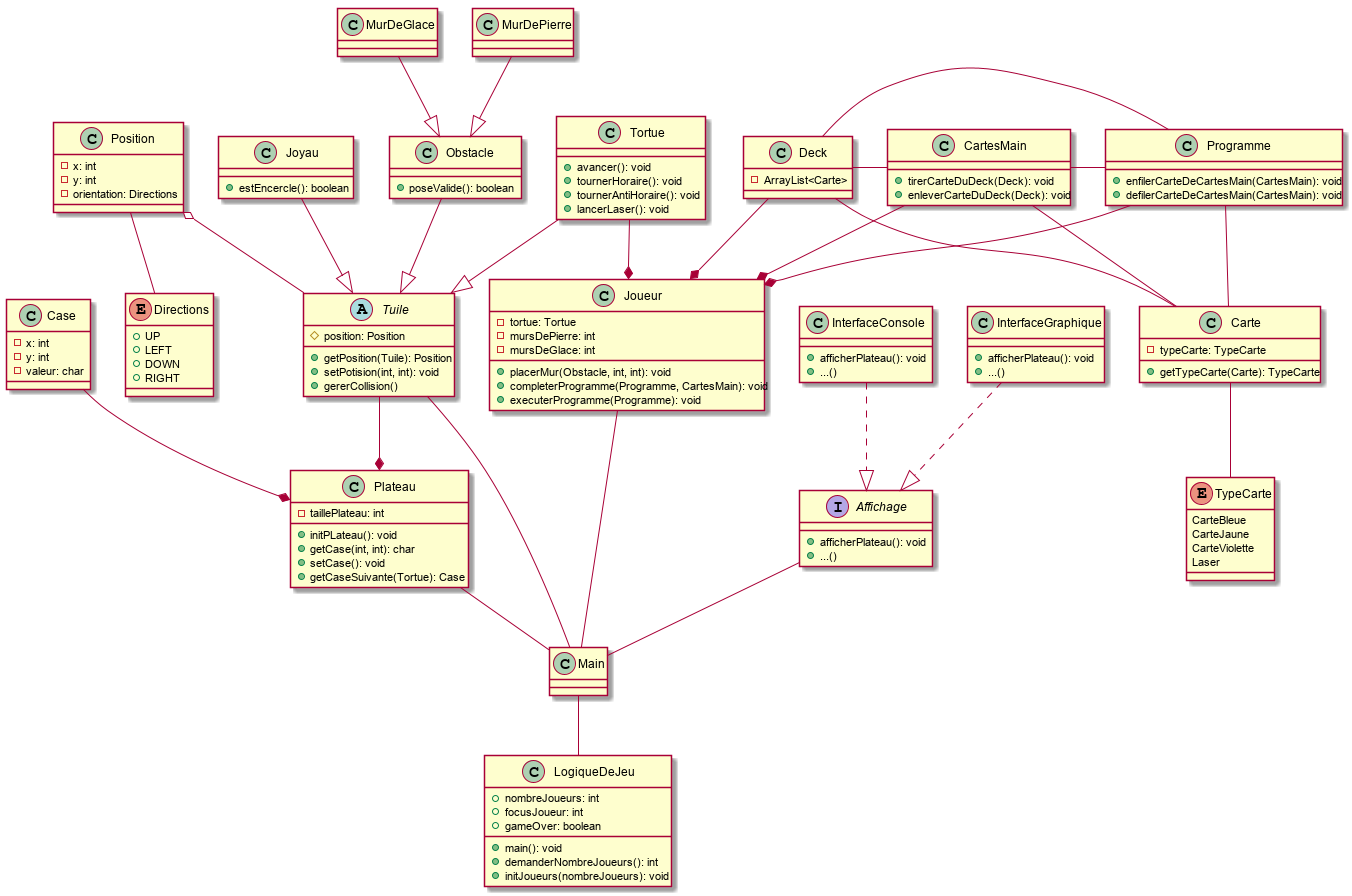 C MurDeGlace
C MurDePierre
C Position
x: int
y: int
orientation: Directions
C Joyau
estEncercle(): boolean
C Obstacle
poseValide(): boolean
C Tortue
avancer(): void
tournerHoraire(): void
tournerAntiHoraire(): void
lancerLaser(): void
C Deck
ArrayList<Carte>
C CartesMain
tirerCarteDuDeck(Deck): void
enleverCarteDuDeck(Deck): void
C Programme
enfilerCarteDeCartesMain(CartesMain): void
defilerCarteDeCartesMain(CartesMain): void
C Case
x: int
y: int
valeur: char
E Directions
UP
LEFT
DOWN
RIGHT
A Tuile
position: Position
getPosition(Tuile): Position
setPotision(int, int): void
gererCollision()
C Joueur
tortue: Tortue
mursDePierre: int
mursDeGlace: int
placerMur(Obstacle, int, int): void
completerProgramme(Programme, CartesMain): void
executerProgramme(Programme): void
C InterfaceConsole
afficherPlateau(): void
...()
C InterfaceGraphique
afficherPlateau(): void
...()
C Carte
typeCarte: TypeCarte
getTypeCarte(Carte): TypeCarte
C Plateau
taillePlateau: int
initPLateau(): void
getCase(int, int): char
setCase(): void
getCaseSuivante(Tortue): Case
I Affichage
afficherPlateau(): void
...()
E TypeCarte
CarteBleue
CarteJaune
CarteViolette
Laser
C Main
C LogiqueDeJeu
nombreJoueurs: int
focusJoueur: int
gameOver: boolean
main(): void
demanderNombreJoueurs(): int
initJoueurs(nombreJoueurs): void